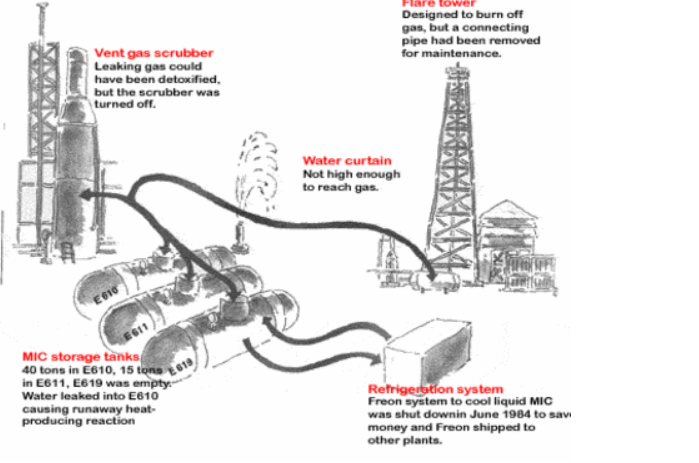 Flare tower
Designed to burn off
gas, but a connecting
pipe had been removed
for maintenance.
Vent gas scrubber
Leaking gas could
have been detoxified,
but the scrubber was
turned off.
Water curtain
Not high enough
to reach gas.
E610
E611
E619
MIC storage tanks
40 tons in E610, 15 tons
in E611, E619 was empty.
Water leaked into E610
causing runaway heat-
producing reaction
Refrigeration system
Freon system to cool liquid MIC
was shut downin June 1984 to save
money and Freon shipped to
other plants.